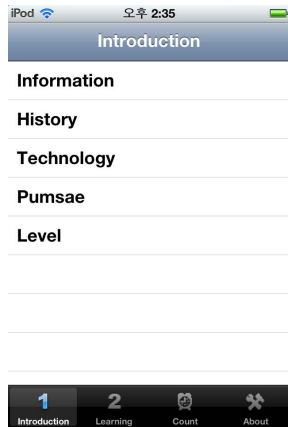 iPod 오후 2:35
Introduction
Information
History
Technology
Pumsae
Level
1 2
Introduction Learning Count About